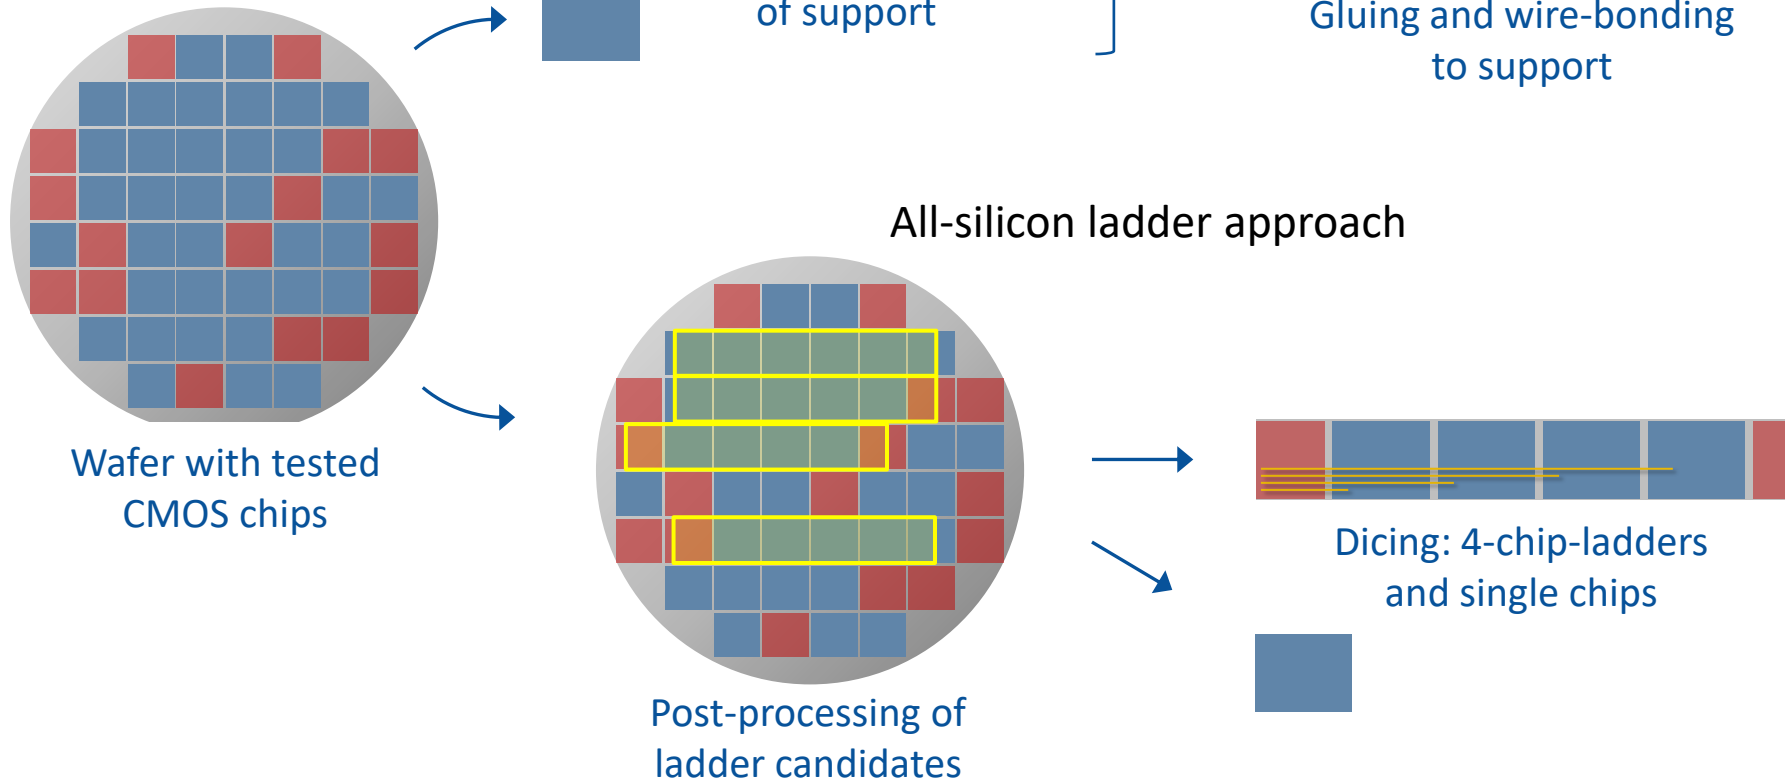 of support
Gluing and wire-bonding
to support
All-silicon ladder approach
Wafer with tested
CMOS chips
Post-processing of
ladder candidates
Dicing: 4-chip-ladders
and single chips